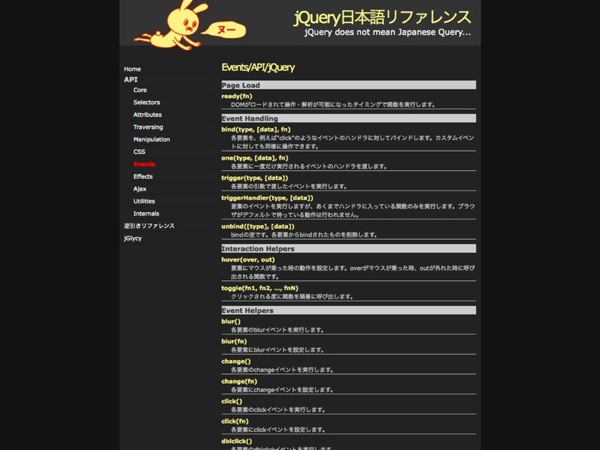 ヌー
jQuery日本語リファレンス
jQuery does not mean Japanese Query...
Home
API
Core
Selectors
Attributes
Traversing
Manipulation
CSS
Events
Effects
Ajax
Utilities
Internals
逆引きリファレンス
jGlycy
Events/API/jQuery
Page Load
ready(fn)
DOMがロードされて操作・解析が可能になったタイミングで関数を実行します。
Event Handling
bind(type, [data], fn)
各要素を、例えば"click"のようなイベントのハンドラに対してバインドします。カスタムイベ
ントに対しても同様に操作できます。
one(type, [data], fn)
各要素に一度だけ実行されるイベントのハンドラを渡します。
trigger(type, [data])
各要素の引数で渡したイベントを実行します。
triggerHandler(type, [data])
要素のイベントを実行しますが、あくまでハンドラに入っている関数のみを実行します。ブラウ
ザがデフォルトで持っている動作は行われません。
unbind([type], [data])
bindの逆です。各要素からbindされたものを削除します。
Interaction Helpers
hover(over, out)
要素にマウスが乗った時の動作を設定します。overがマウスが乗った時、outが外れた時に呼び
出される関数です。
toggle(fn1, fn2, ..., fnN)
クリックされる度に関数を順番に呼び出します。
Event Helpers
blur()
各要素のblurイベントを実行します。
blur(fn)
各要素にblurイベントを設定します。
change()
各要素のchangeイベントを実行します。
change(fn)
各要素にchangeイベントを設定します。
click()
各要素のclickイベントを実行します。
click(fn)
各要素にclickイベントを設定します。
dblclick()
各要素のdblclickイベントを実行します。